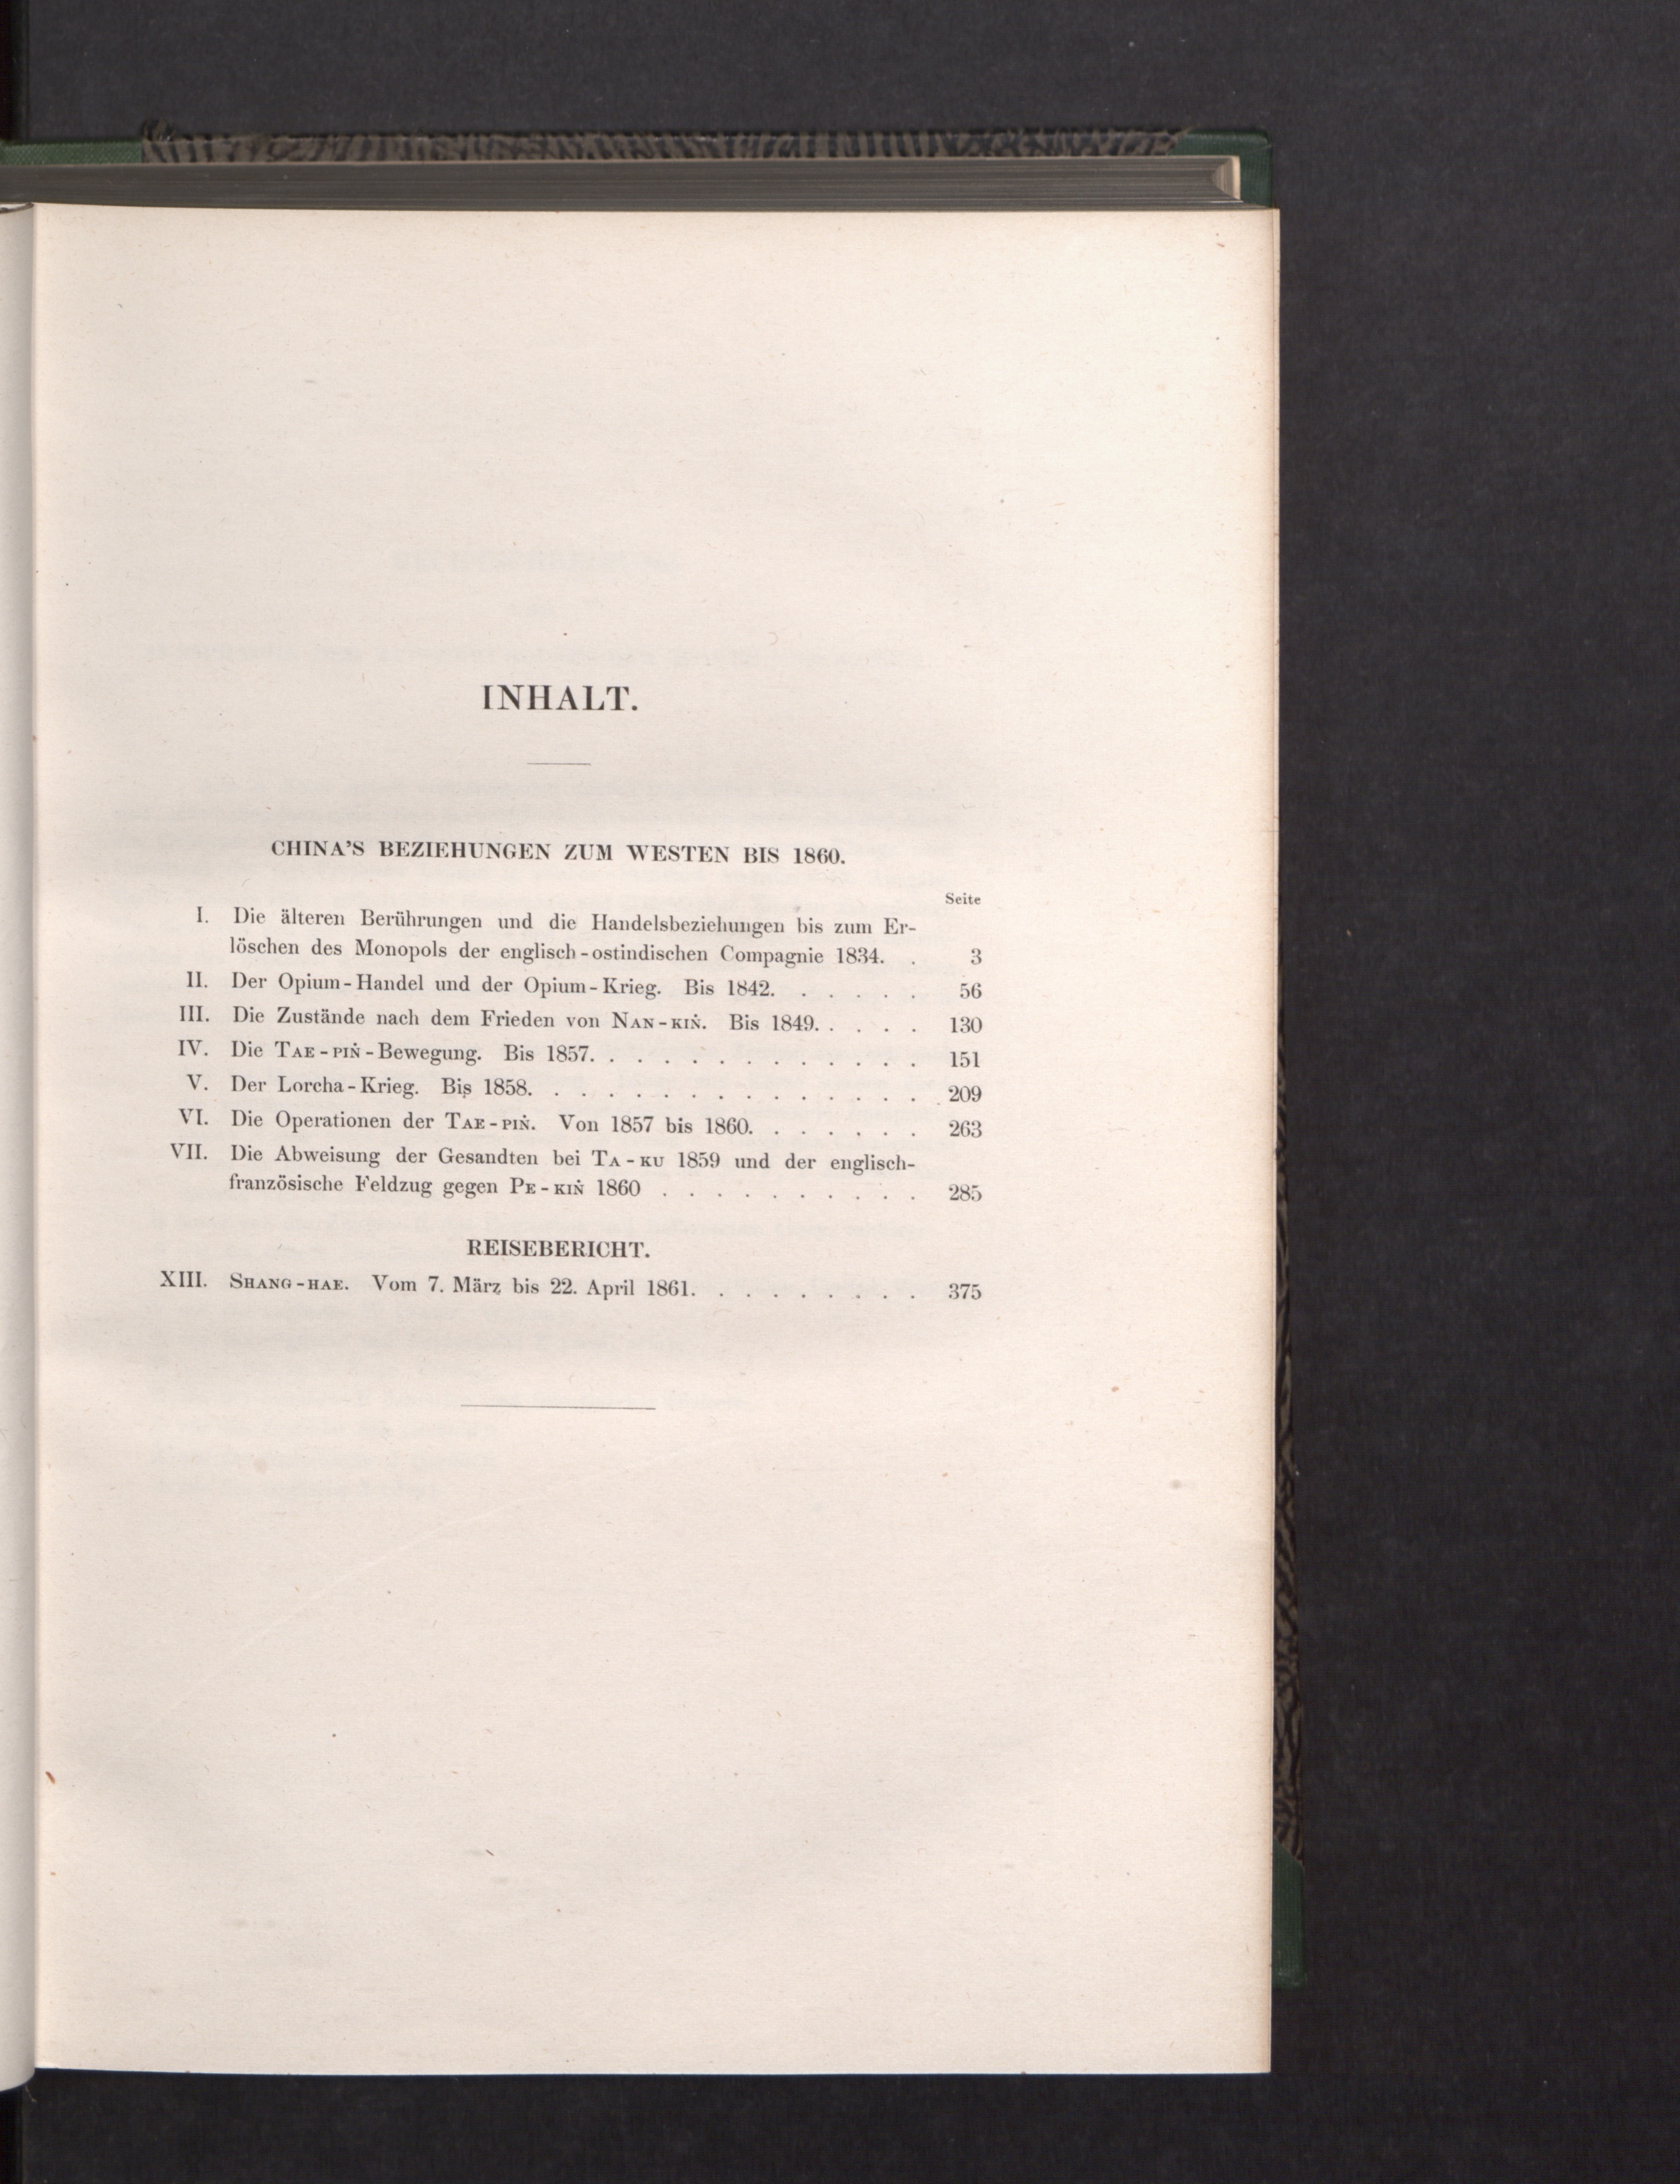 INHALT.
CHINA'S BEZIEHUNGEN ZUM WESTEN BIS 1860.
Seite
I. Die älteren Berührungen und die Handelsbeziehungen bis zum Er-
löschen des Monopols der englisch-ostindischen Compagnie 1834. . 3
II. Der Opium-Handel und der Opium-Krieg. Bis 1842. . . . . . 56
III. Die Zustände nach dem Frieden von NAN-KIṄ. Bis 1849. . . . . 130
IV. Die TAE-PIṄ-Bewegung. Bis 1857. . . . . . . . . . . . . 151
V. Der Lorcha-Krieg. Bis 1858. . . . . . . . . . . . . . . 209
VI. Die Operationen der TAE-PIṄ. Von 1857 bis 1860. . . . . . . 263
VII. Die Abweisung der Gesandten bei TA-KU 1859 und der englisch-
französische Feldzug gegen PE-KIṄ 1860 . . . . . . . . . . 285
REISEBERICHT.
XIII. SHANG-HAE. Vom 7. März bis 22. April 1861. . . . . . . . . 375